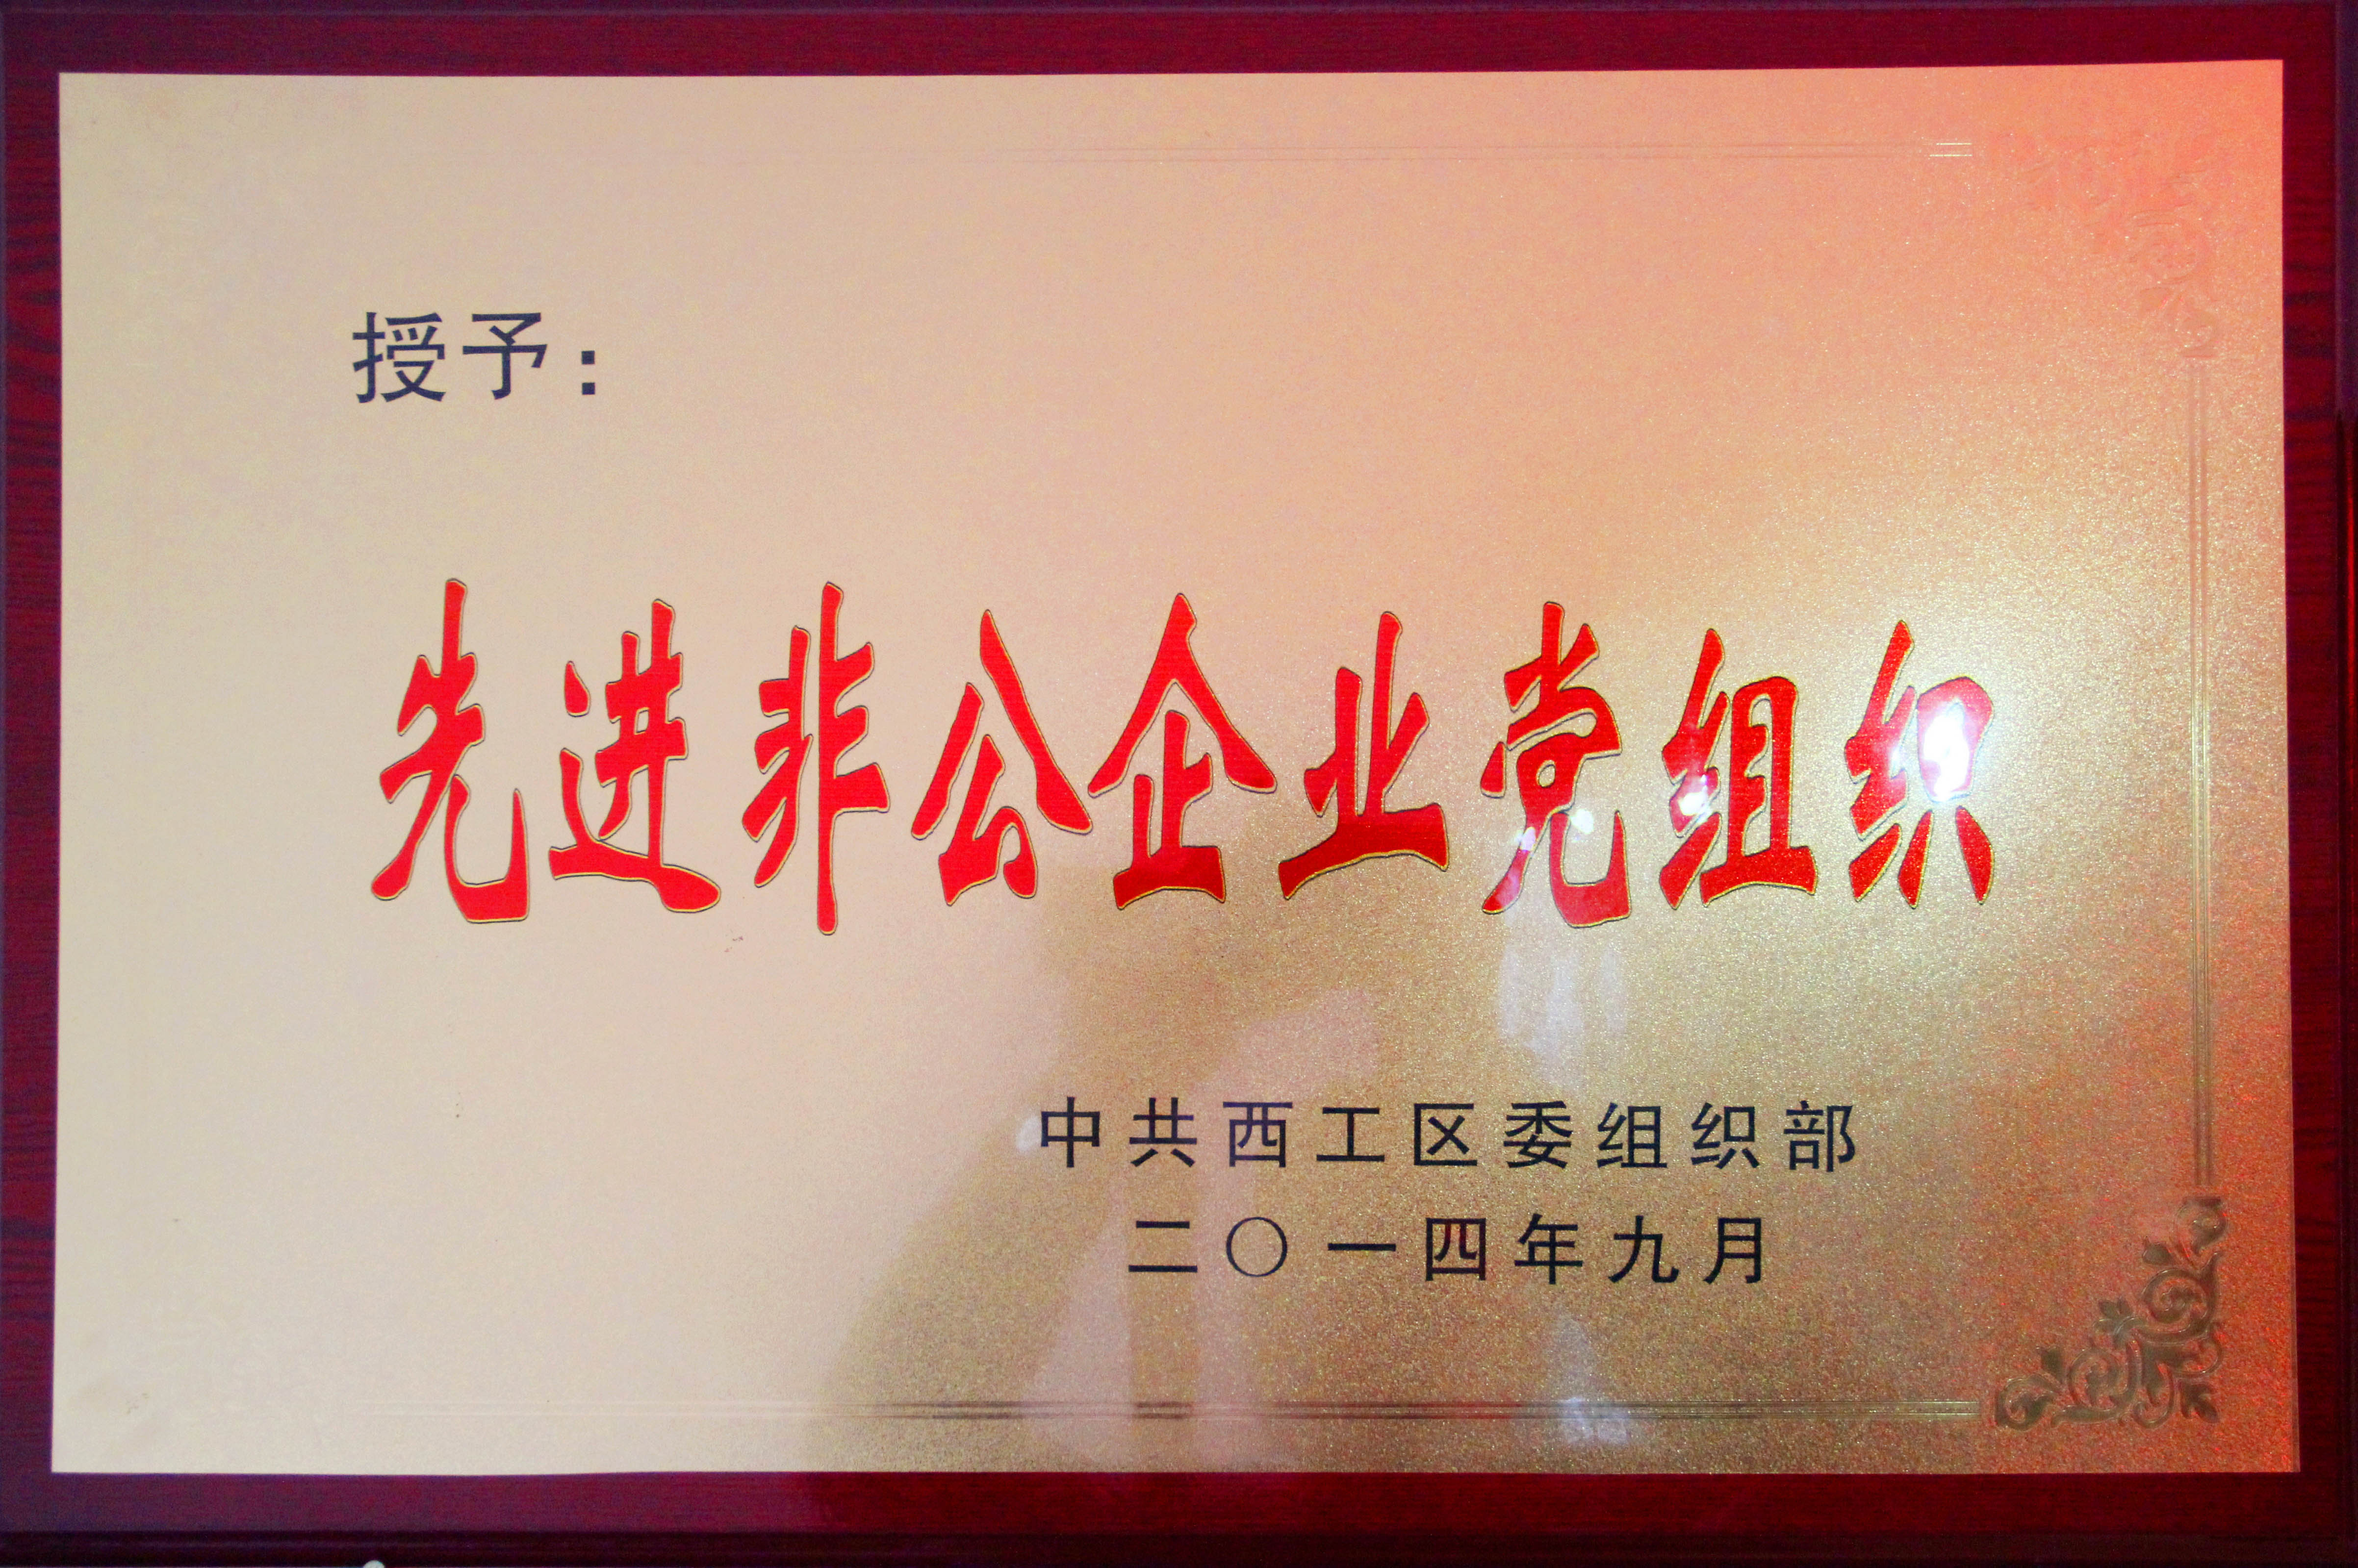 授予：
先进非公企业党组织
中共西工区委组织部
二〇一四年九月